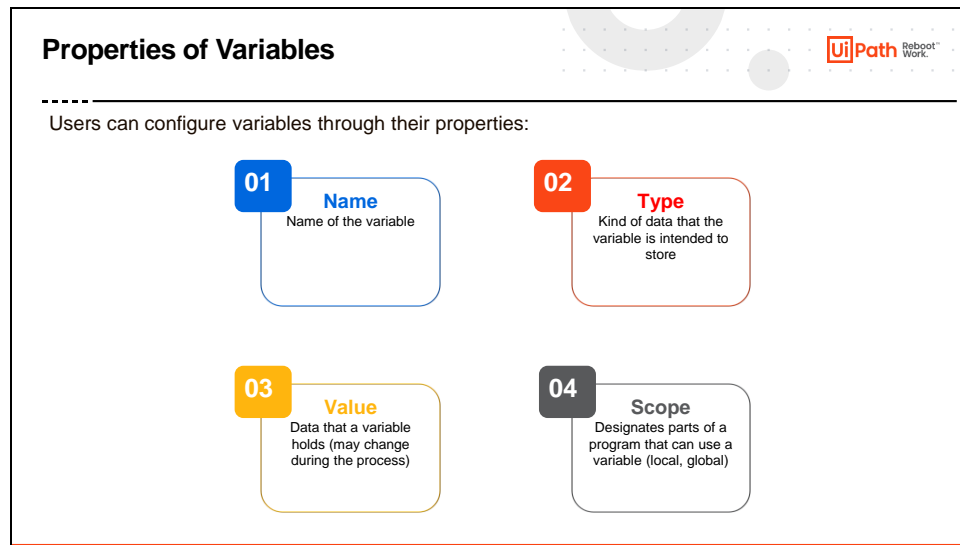 Properties of Variables
UiPath Reboot™
Work.
Users can configure variables through their properties:
01
Name
Name of the variable
02
Type
Kind of data that the
variable is intended to
store
03
Value
Data that a variable
holds (may change
during the process)
04
Scope
Designates parts of a
program that can use a
variable (local, global)